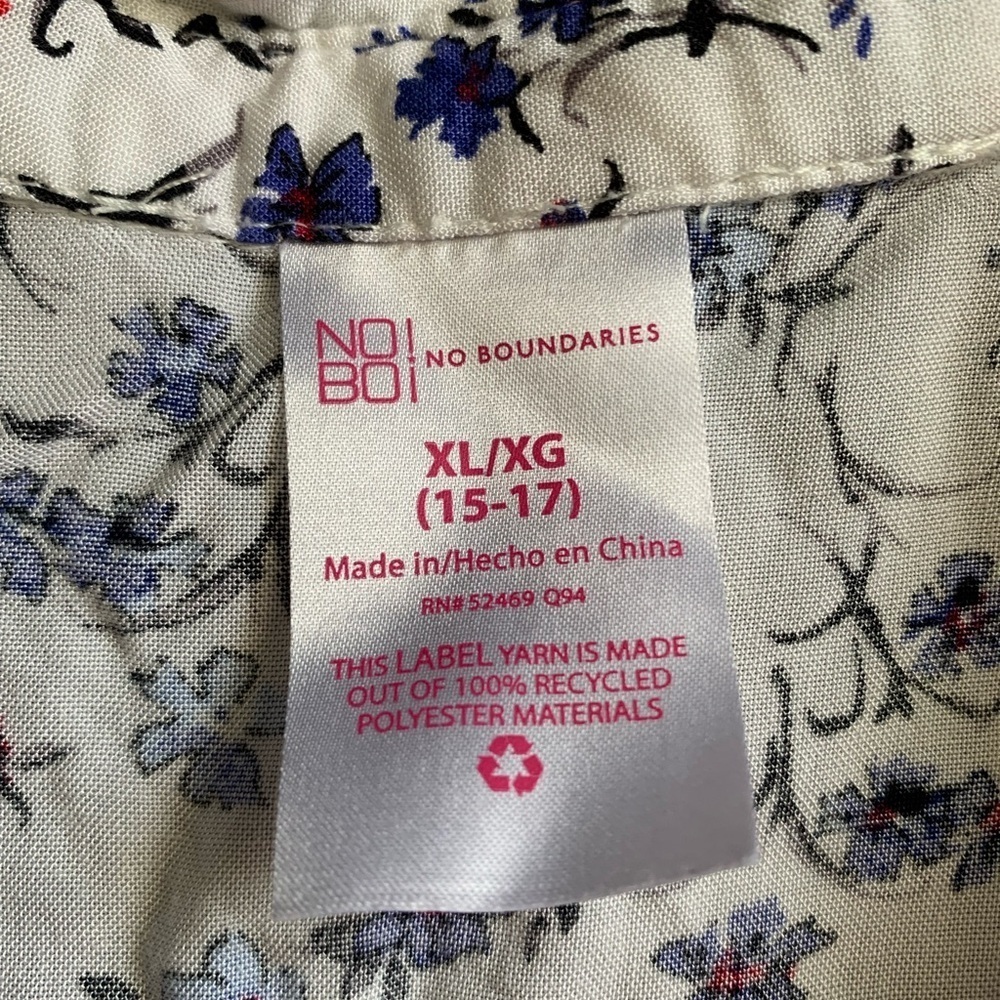 NO!
BO¡
NO BOUNDARIES
XL/XG
(15-17)
Made in/Hecho en China
RN# 52469 Q94
THIS LABEL YARN IS MADE
OUT OF 100% RECYCLED
POLYESTER MATERIALS